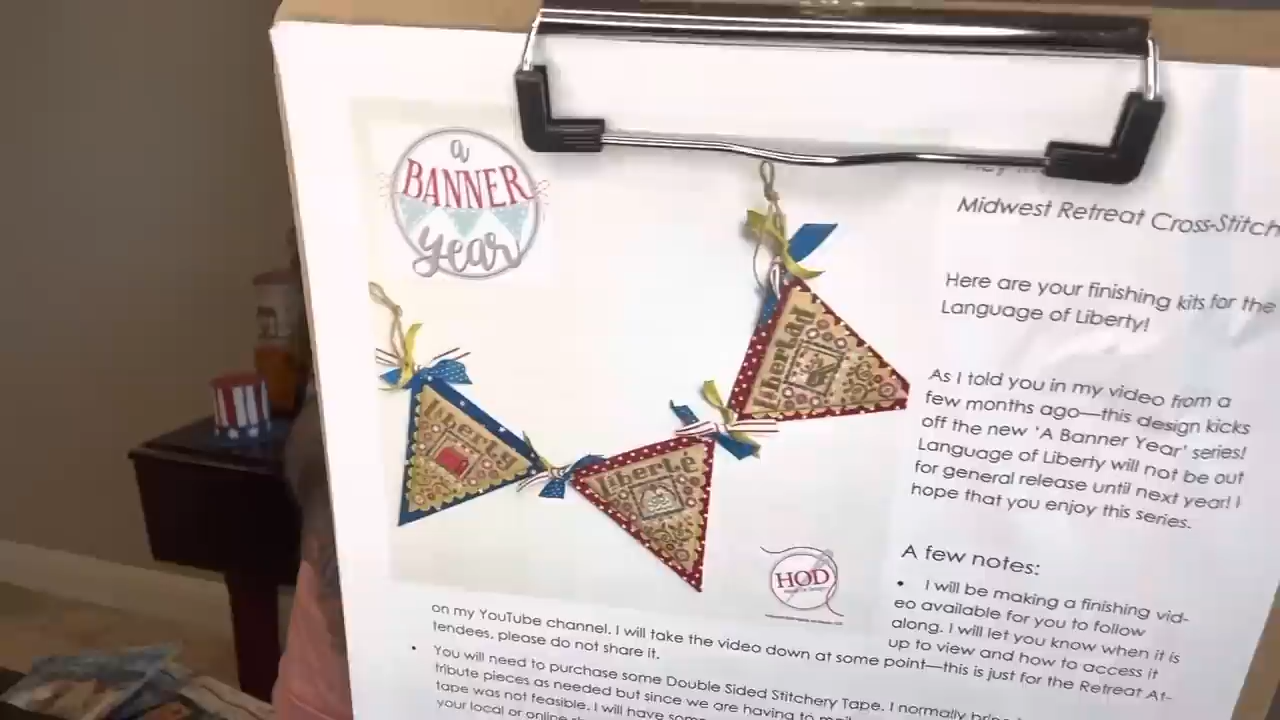 a
BANNER
year
Midwest Retreat Cross-Stitch
Here are your finishing kits for the
Language of Liberty!
As I told you in my video from a
few months ago—this design kicks
off the new 'A Banner Year' series!
Language of Liberty will not be out
for general release until next year! I
hope that you enjoy this series.
Liberty
Liberté
Libertad
HOD
A few notes:
• I will be making a finishing vid-
eo available for you to follow
along. I will let you know when it is
up to view and how to access it
on my YouTube channel. I will take the video down at some point—this is just for the Retreat At-
tendees, please do not share it.
• You will need to purchase some Double Sided Stitchery Tape. I normally
tribute pieces as needed but since we are having to
tape was not feasible. I will have
your local or online